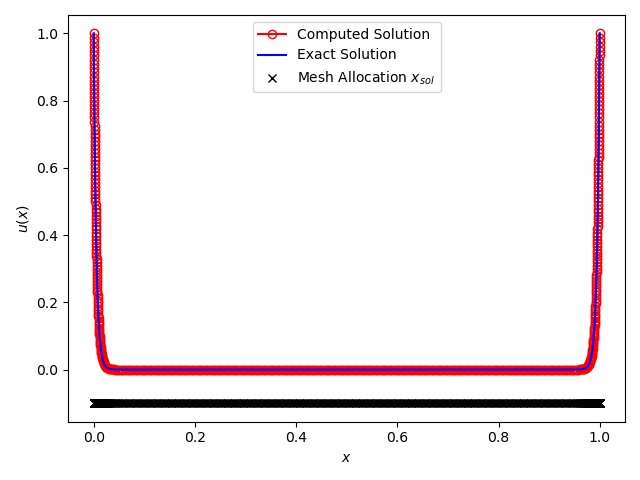 Computed Solution
Exact Solution
Mesh Allocation x_sol
1.0
0.8
0.6
0.4
0.2
0.0
u(x)
0.0 0.2 0.4 0.6 0.8 1.0
x